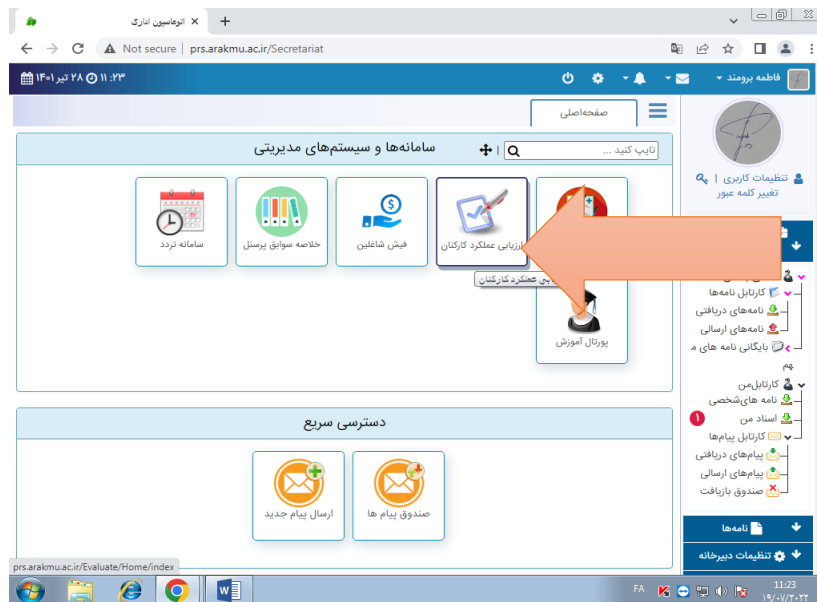 اتوماسیون اداری
Not secure | prs.arakmu.ac.ir/Secretariat
فاطمه برومند
۲۸ تیر ۱۴۰۱ ۱۱ :۲۳
صفحه‌اصلی
سامانه‌ها و سیستم‌های مدیریتی
تایپ کنید ...
ارزیابی عملکرد کارکنان
فیش شاغلین
خلاصه سوابق پرسنل
سامانه تردد
عملکرد کارکنان
پورتال آموزش
دسترسی سریع
صندوق پیام ها
ارسال پیام جدید
تنظیمات کاربری |
تغییر کلمه عبور
کارتابل نامه‌ها
نامه‌های دریافتی
نامه‌های ارسالی
بایگانی نامه های م
کارتابل‌من
نامه های‌شخصی
اسناد من ۱
کارتابل پیام‌ها
پیام‌های دریافتی
پیام‌های ارسالی
صندوق بازیافت
نامه‌ها
تنظیمات دبیرخانه
prs.arakmu.ac.ir/Evaluate/Home/index
FA
11:23
۱۹/۰۷/۲۰۲۲